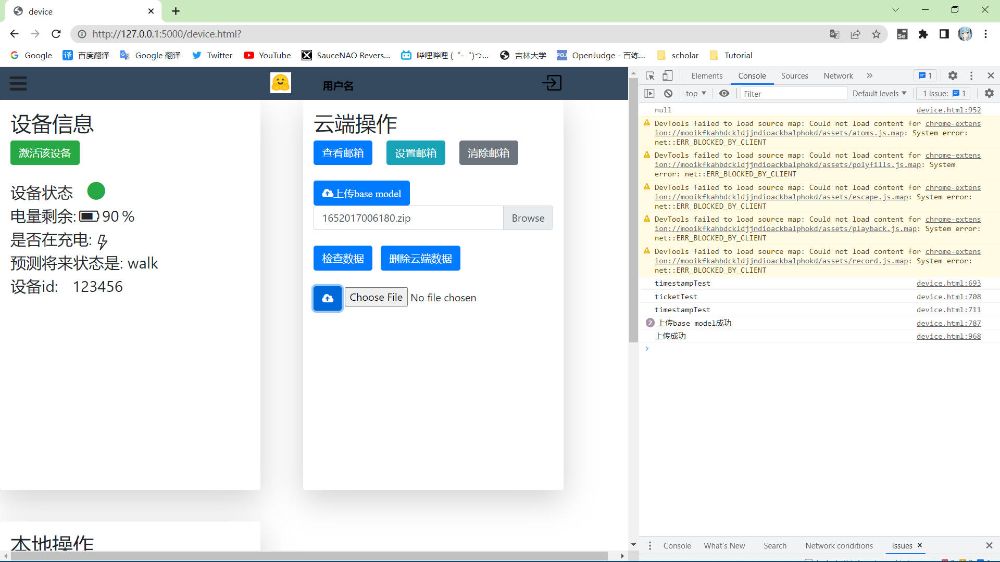 device
http://127.0.0.1:5000/device.html?
Google
百度翻译
Google 翻译
Twitter
YouTube
SauceNAO Revers...
哔哩哔哩 ( ゜- ゜)つ...
吉林大学
OpenJudge - 百练...
scholar
Tutorial
用户名
设备信息
激活该设备
设备状态
电量剩余: 90 %
是否在充电:
预测将来状态是: walk
设备id: 123456
本地操作
云端操作
查看邮箱 设置邮箱 清除邮箱
上传base model
1652017006180.zip Browse
检查数据 删除云端数据
Choose File No file chosen
Elements Console Sources Network » 1
top Filter Default levels 1 Issue: 1
null device.html:952
DevTools failed to load source map: Could not load content for chrome-extens
ion://mooikfkahbdckldjjndioackbalphokd/assets/atoms.js.map: System error:
net::ERR_BLOCKED_BY_CLIENT
DevTools failed to load source map: Could not load content for chrome-extens
ion://mooikfkahbdckldjjndioackbalphokd/assets/polyfills.js.map: System
error: net::ERR_BLOCKED_BY_CLIENT
DevTools failed to load source map: Could not load content for chrome-extens
ion://mooikfkahbdckldjjndioackbalphokd/assets/escape.js.map: System error:
net::ERR_BLOCKED_BY_CLIENT
DevTools failed to load source map: Could not load content for chrome-extens
ion://mooikfkahbdckldjjndioackbalphokd/assets/playback.js.map: System error:
net::ERR_BLOCKED_BY_CLIENT
DevTools failed to load source map: Could not load content for chrome-extens
ion://mooikfkahbdckldjjndioackbalphokd/assets/record.js.map: System error:
net::ERR_BLOCKED_BY_CLIENT
timestampTest device.html:693
ticketTest device.html:708
timestampTest device.html:711
2 上传base model成功 device.html:787
上传成功 device.html:968
Console What's New Search Network conditions Issues